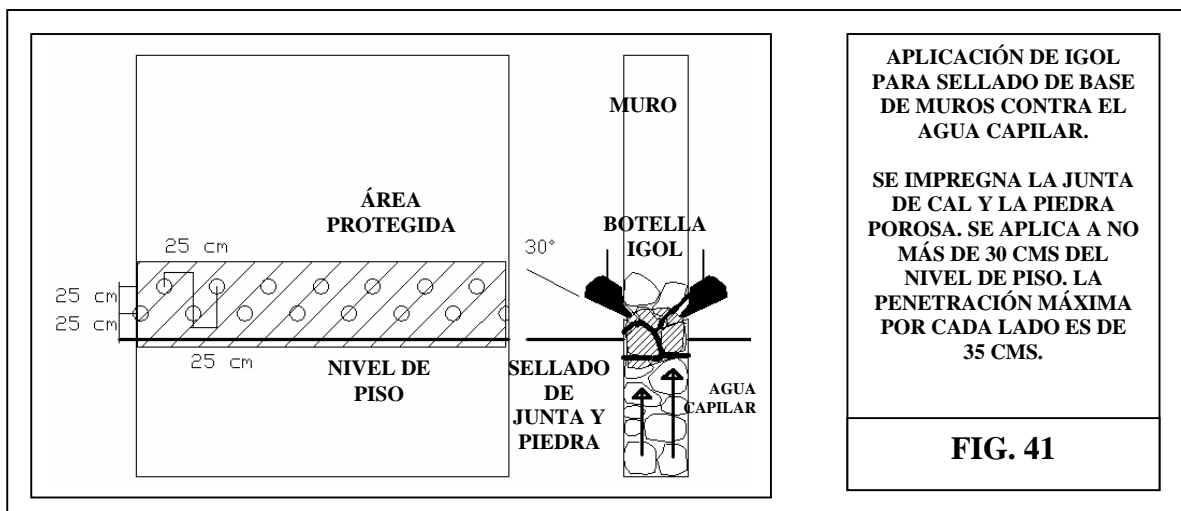 MURO
ÁREA
PROTEGIDA
25 cm
30°
BOTELLA
IGOL
25 cm
25 cm
25 cm
NIVEL DE
PISO
SELLADO
DE
JUNTA Y
PIEDRA
AGUA
CAPILAR
APLICACIÓN DE IGOL
PARA SELLADO DE BASE
DE MUROS CONTRA EL
AGUA CAPILAR.
SE IMPREGNA LA JUNTA
DE CAL Y LA PIEDRA
POROSA. SE APLICA A NO
MÁS DE 30 CMS DEL
NIVEL DE PISO. LA
PENETRACIÓN MÁXIMA
POR CADA LADO ES DE
35 CMS.
FIG. 41